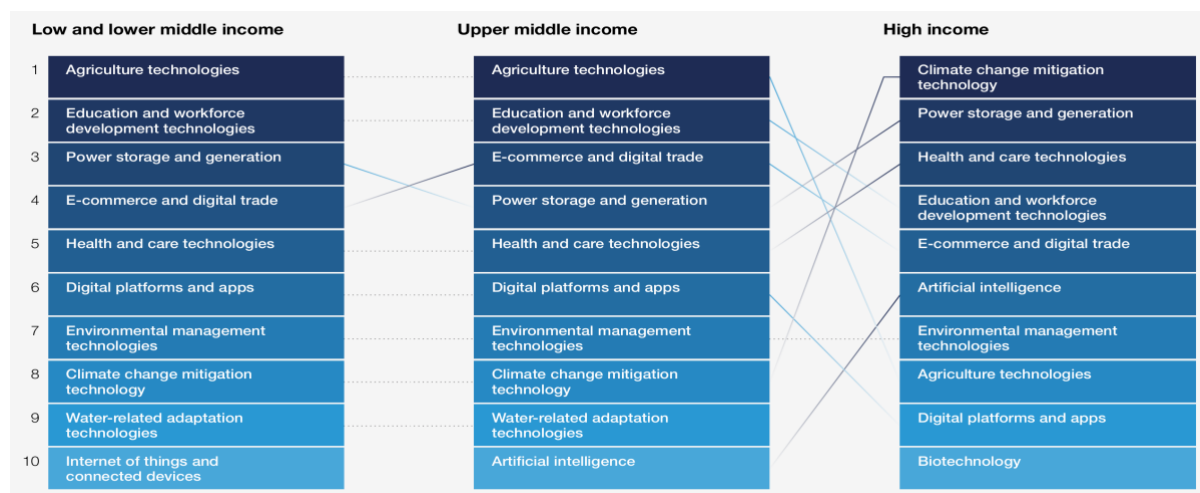 Low and lower middle income
Upper middle income
High income
1
Agriculture technologies
Agriculture technologies
Climate change mitigation
technology
2
Education and workforce
development technologies
Education and workforce
development technologies
Power storage and generation
3
Power storage and generation
E-commerce and digital trade
Health and care technologies
4
E-commerce and digital trade
Power storage and generation
Education and workforce
development technologies
5
Health and care technologies
Health and care technologies
E-commerce and digital trade
6
Digital platforms and apps
Digital platforms and apps
Artificial intelligence
7
Environmental management
technologies
Environmental management
technologies
Environmental management
technologies
8
Climate change mitigation
technology
Climate change mitigation
technology
Agriculture technologies
9
Water-related adaptation
technologies
Water-related adaptation
technologies
Digital platforms and apps
10
Internet of things and
connected devices
Artificial intelligence
Biotechnology